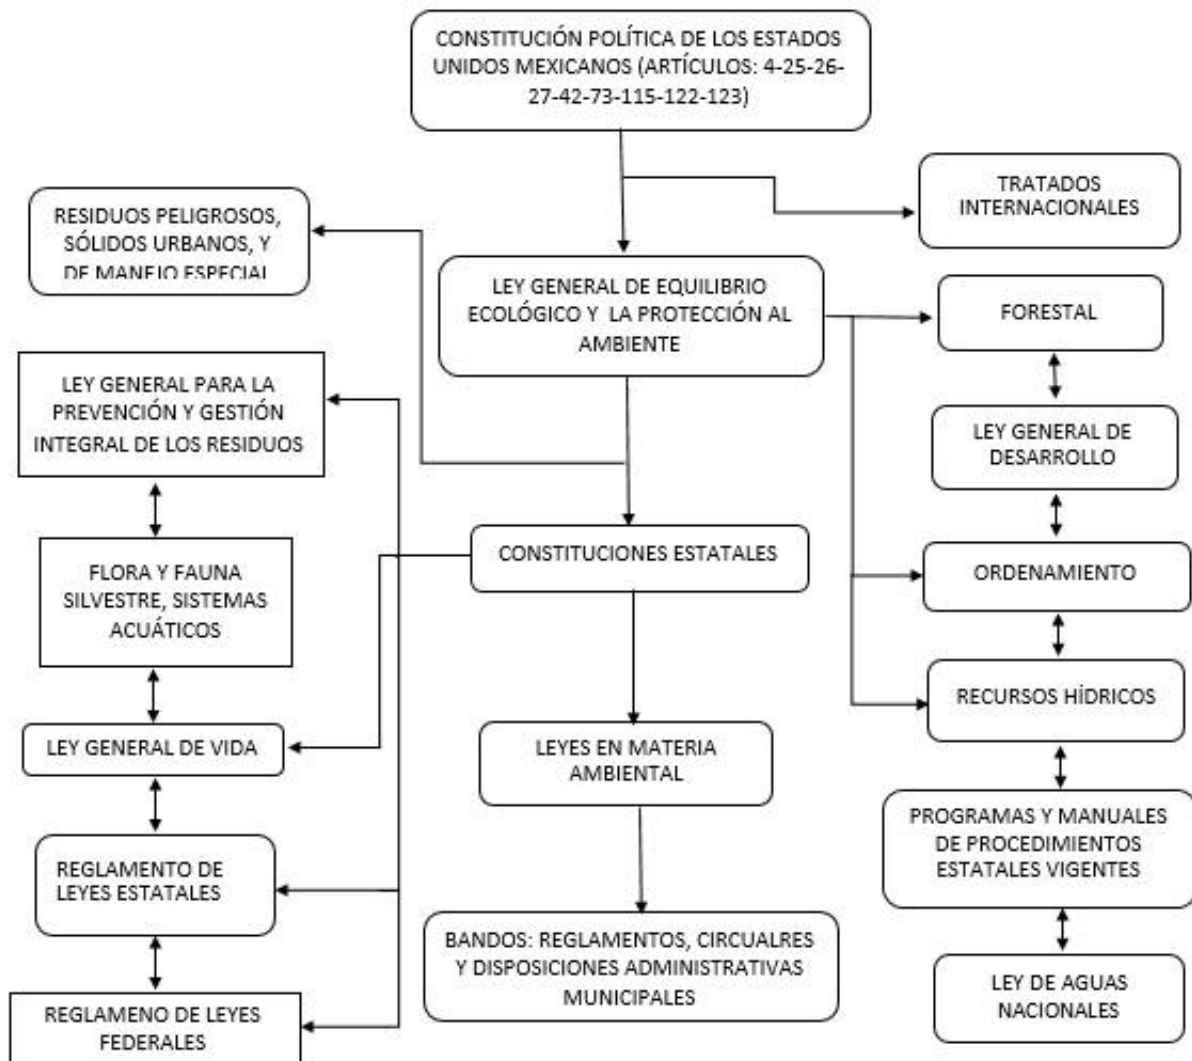 CONSTITUCIÓN POLÍTICA DE LOS ESTADOS
UNIDOS MEXICANOS (ARTÍCULOS: 4-25-26-
27-42-73-115-122-123)
TRATADOS
INTERNACIONALES
RESIDUOS PELIGROSOS,
SÓLIDOS URBANOS, Y
DE MANEJO ESPECIAL
LEY GENERAL DE EQUILIBRIO
ECOLÓGICO Y LA PROTECCIÓN AL
AMBIENTE
FORESTAL
LEY GENERAL PARA LA
PREVENCIÓN Y GESTIÓN
INTEGRAL DE LOS RESIDUOS
LEY GENERAL DE
DESARROLLO
CONSTITUCIONES ESTATALES
ORDENAMIENTO
FLORA Y FAUNA
SILVESTRE, SISTEMAS
ACUÁTICOS
RECURSOS HÍDRICOS
LEY GENERAL DE VIDA
LEYES EN MATERIA
AMBIENTAL
PROGRAMAS Y MANUALES
DE PROCEDIMIENTOS
ESTATALES VIGENTES
REGLAMENTO DE
LEYES ESTATALES
BANDOS: REGLAMENTOS, CIRCUALRES
Y DISPOSICIONES ADMINISTRATIVAS
MUNICIPALES
LEY DE AGUAS
NACIONALES
REGLAMENO DE LEYES
FEDERALES